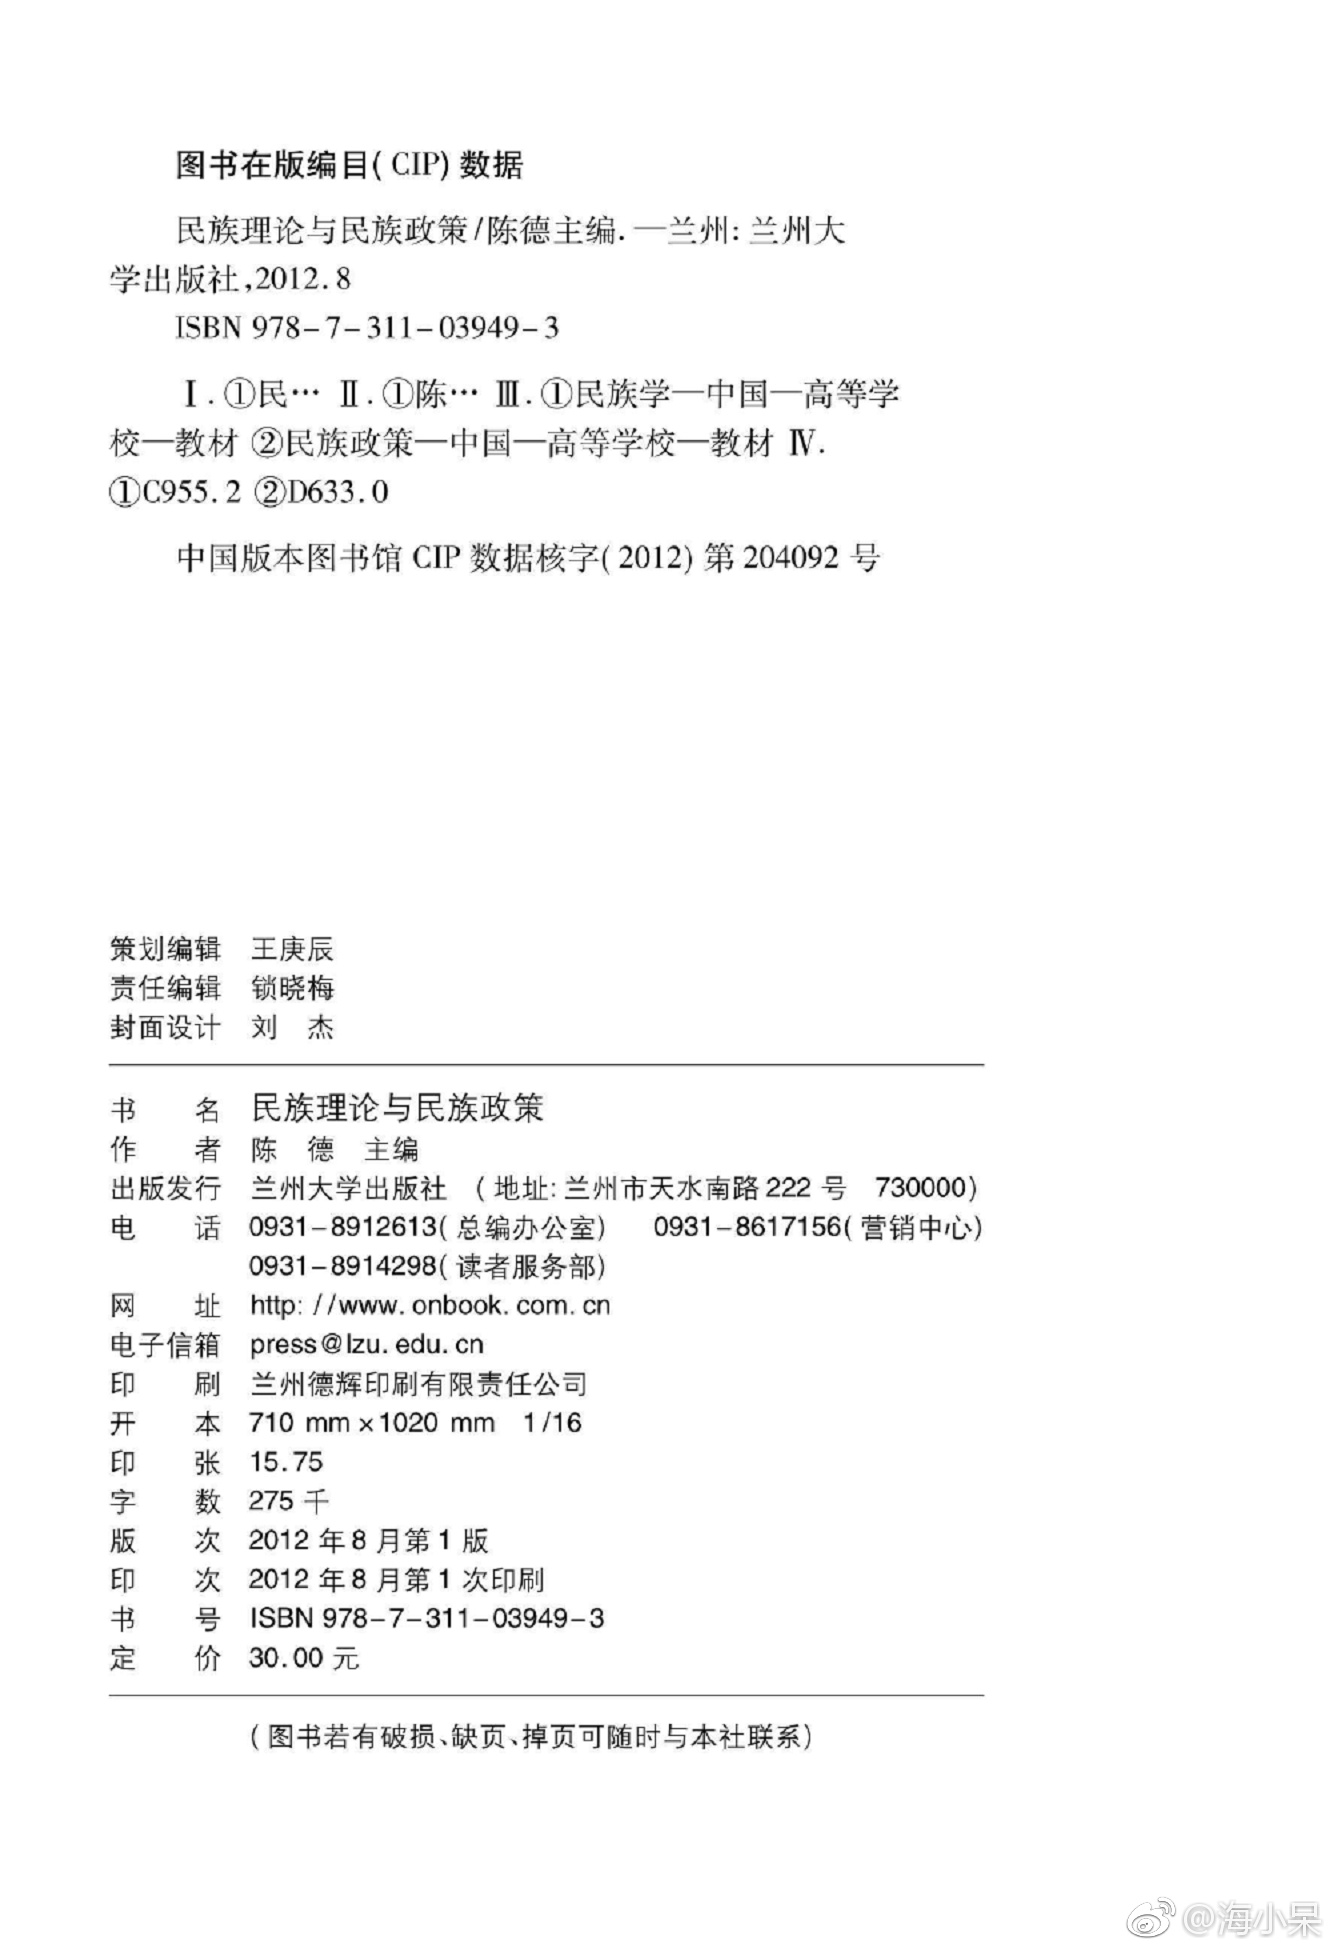 图书在版编目(CIP)数据
民族理论与民族政策/陈德主编.—兰州:兰州大
学出版社,2012.8
ISBN 978-7-311-03949-3
Ⅰ.①民… Ⅱ.①陈… Ⅲ.①民族学—中国—高等学
校—教材 ②民族政策—中国—高等学校—教材 Ⅳ.
①C955.2 ②D633.0
中国版本图书馆 CIP 数据核字(2012)第 204092 号
策划编辑 王庚辰
责任编辑 锁晓梅
封面设计 刘 杰
书 名 民族理论与民族政策
作 者 陈 德 主编
出版发行 兰州大学出版社 (地址:兰州市天水南路222号 730000)
电 话 0931-8912613(总编办公室) 0931-8617156(营销中心)
0931-8914298(读者服务部)
网 址 http://www.onbook.com.cn
电子信箱 press@lzu.edu.cn
印 刷 兰州德辉印刷有限责任公司
开 本 710 mm×1020 mm 1/16
印 张 15.75
字 数 275千
版 次 2012年8月第1版
印 次 2012年8月第1次印刷
书 号 ISBN 978-7-311-03949-3
定 价 30.00元
(图书若有破损、缺页、掉页可随时与本社联系)
@海小呆